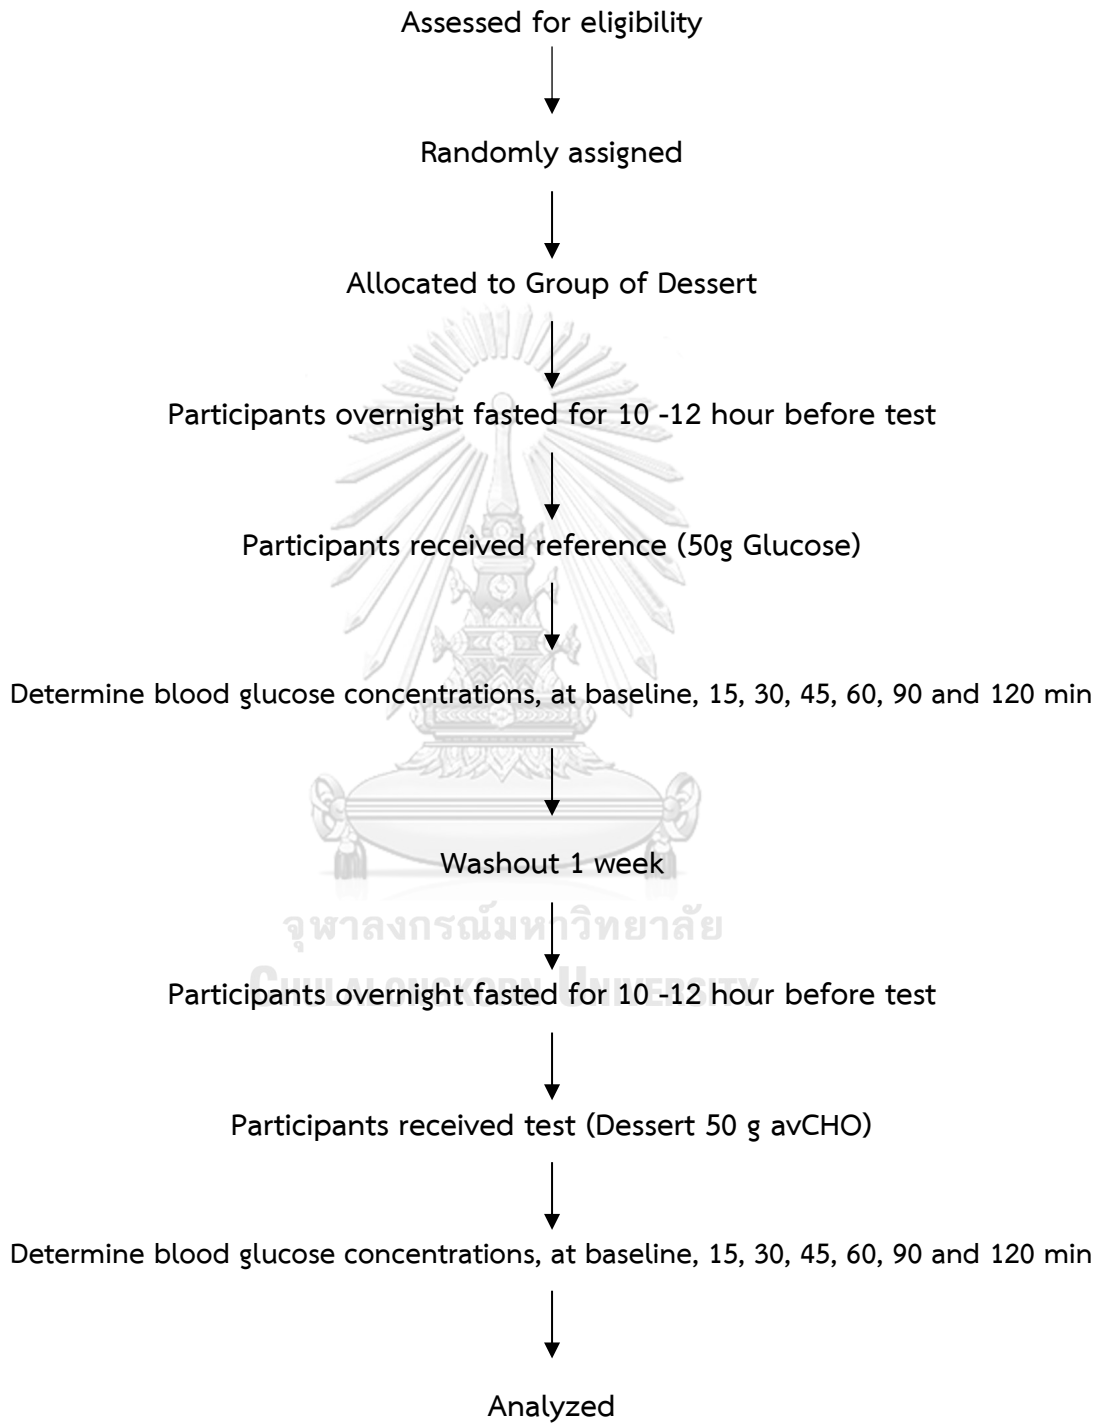 Assessed for eligibility
Randomly assigned
Allocated to Group of Dessert
Participants overnight fasted for 10 -12 hour before test
Participants received reference (50g Glucose)
Determine blood glucose concentrations, at baseline, 15, 30, 45, 60, 90 and 120 min
Washout 1 week
จุฬาลงกรณ์มหาวิทยาลัย
CHULALONGKORN UNIVERSITY
Participants overnight fasted for 10 -12 hour before test
Participants received test (Dessert 50 g avCHO)
Determine blood glucose concentrations, at baseline, 15, 30, 45, 60, 90 and 120 min
Analyzed